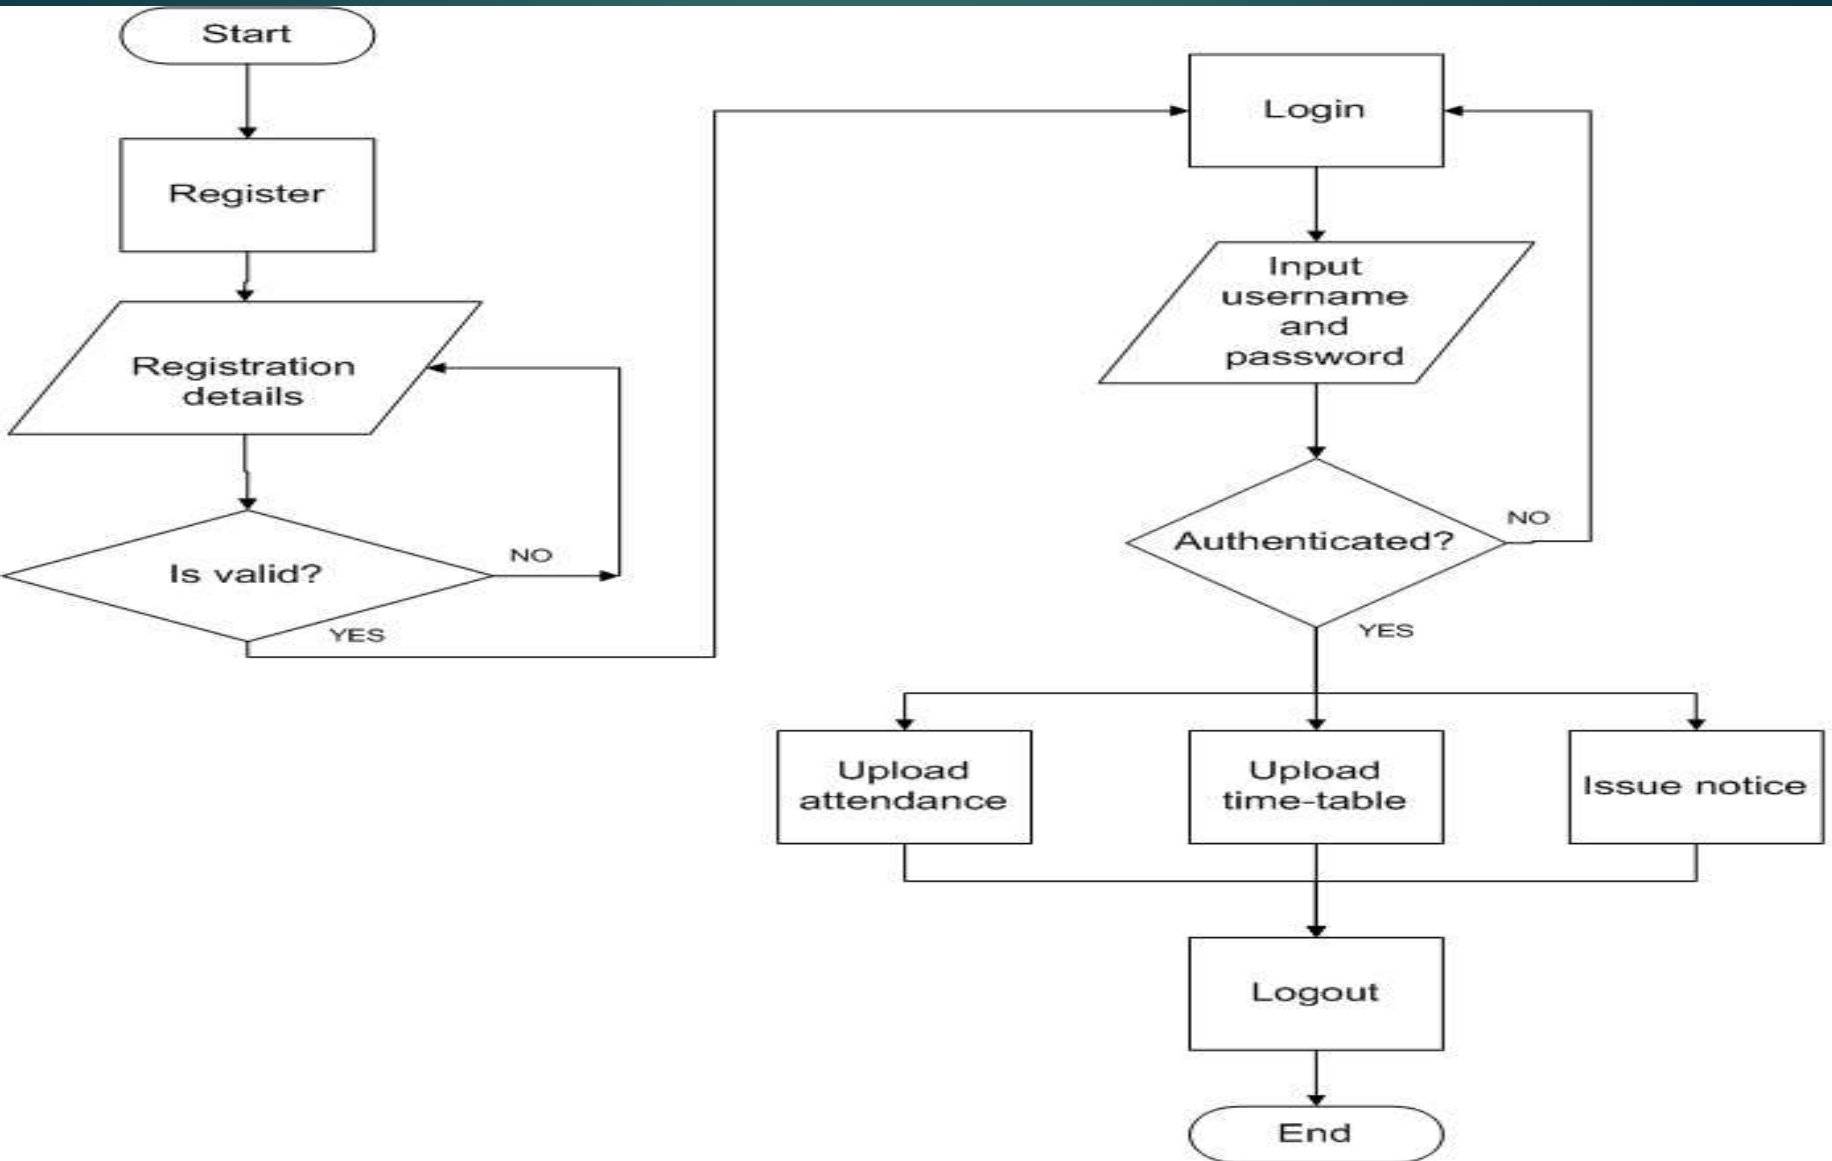 Start
Register
Registration
details
Is valid?
NO
YES
Login
Input
username
and
password
Authenticated?
NO
YES
Upload
attendance
Upload
time-table
Issue notice
Logout
End